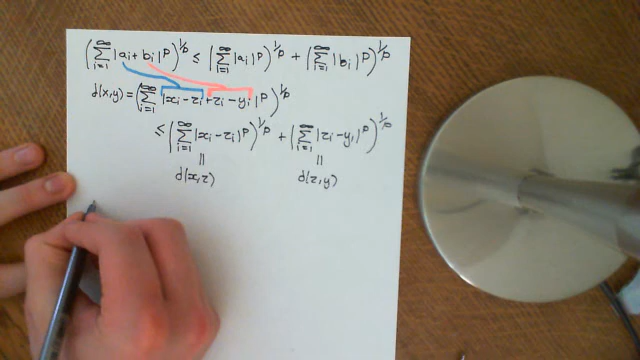 (∑_{i=1}^{∞} |a_i + b_i|^p)^{1/p} ≤ (∑_{i=1}^{∞} |a_i|^p)^{1/p} + (∑_{i=1}^{∞} |b_i|^p)^{1/p}
d(x,y) = (∑_{i=1}^{∞} |x_i - z_i + z_i - y_i|^p)^{1/p}
≤ (∑_{i=1}^{∞} |x_i - z_i|^p)^{1/p} + (∑_{i=1}^{∞} |z_i - y_i|^p)^{1/p}
= =
d(x,z) d(z,y)